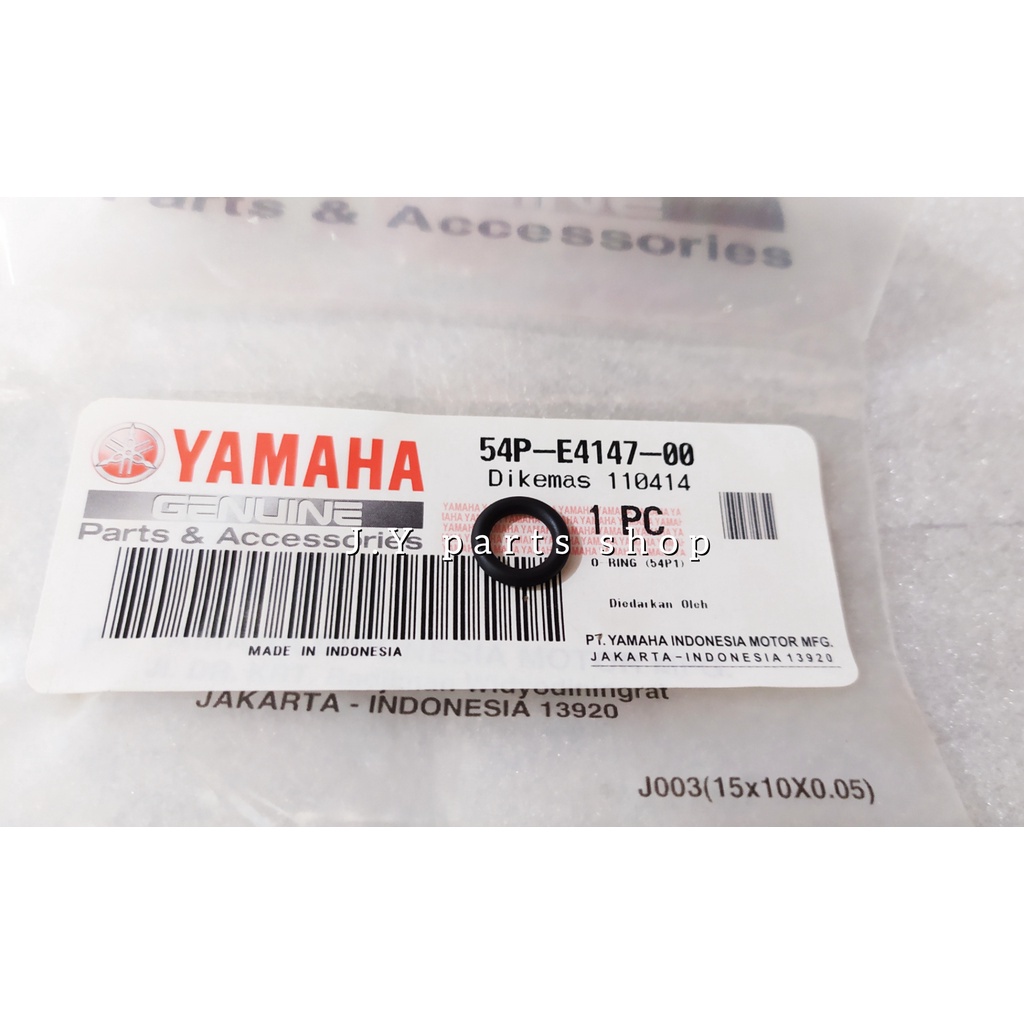 Parts & Accessories
YAMAHA
GENUINE
Parts & Accessories
54P-E4147-00
Dikemas 110414
1 PC
J.Y parts shop
O-RING (54P1)
Diedarkan Oleh
MADE IN INDONESIA
PT. YAMAHA INDONESIA MOTOR MFG.
JAKARTA-INDONESIA 13920
JAKARTA - INDONESIA 13920
J003(15x10X0.05)